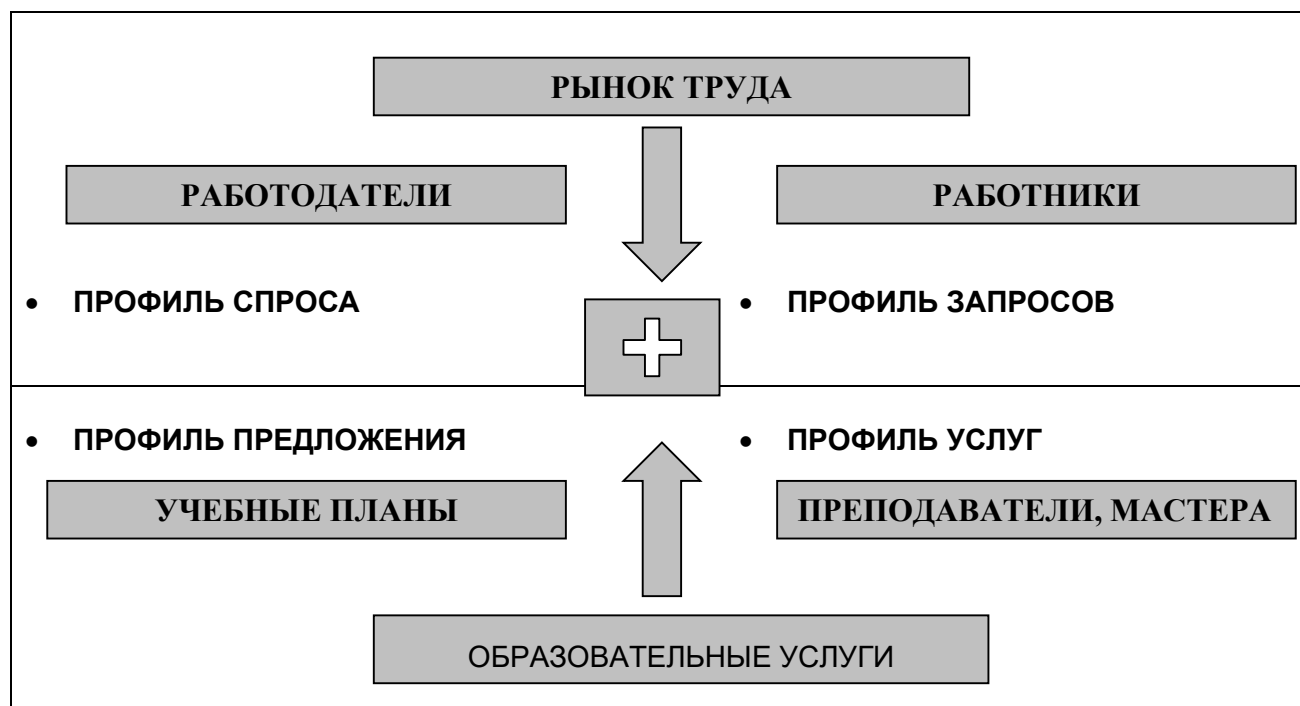 РЫНОК ТРУДА
РАБОТОДАТЕЛИ
РАБОТНИКИ
• ПРОФИЛЬ СПРОСА
• ПРОФИЛЬ ЗАПРОСОВ
• ПРОФИЛЬ ПРЕДЛОЖЕНИЯ
• ПРОФИЛЬ УСЛУГ
УЧЕБНЫЕ ПЛАНЫ
ПРЕПОДАВАТЕЛИ, МАСТЕРА
ОБРАЗОВАТЕЛЬНЫЕ УСЛУГИ